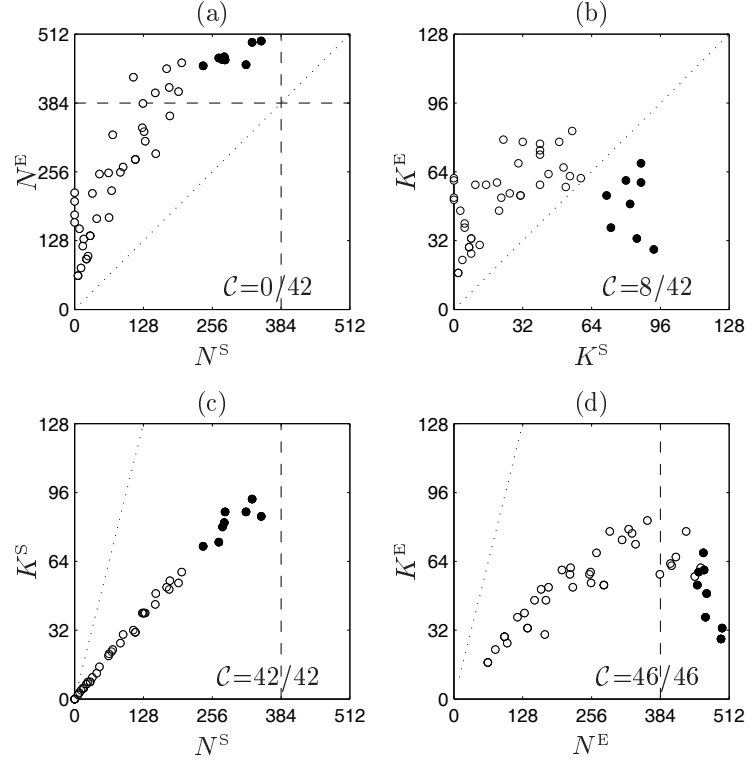 (a)
512
384
256
128
0
N^E
0 128 256 384 512
N^S
C=0/42
(b)
128
96
64
32
0
K^E
0 32 64 96 128
K^S
C=8/42
(c)
128
96
64
32
0
K^S
0 128 256 384 512
N^S
C=42/42
(d)
128
96
64
32
0
K^E
0 128 256 384 512
N^E
C=46/46